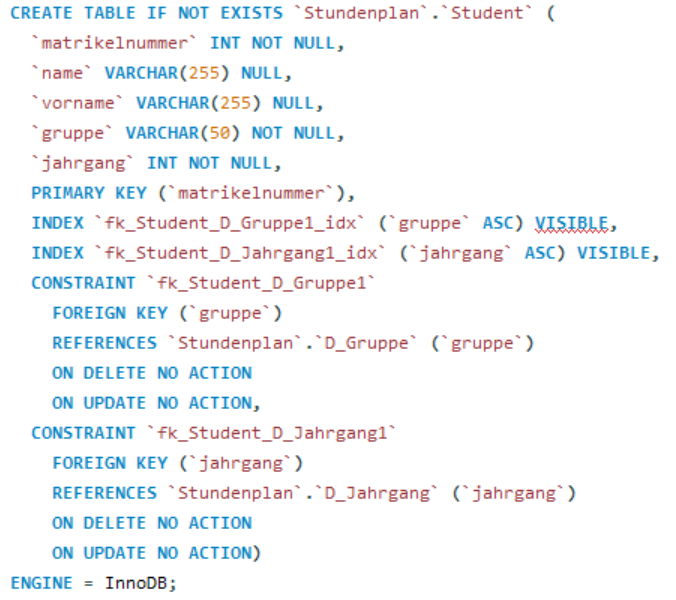 CREATE TABLE IF NOT EXISTS `Stundenplan`.`Student` (
  `matrikelnummer` INT NOT NULL,
  `name` VARCHAR(255) NULL,
  `vorname` VARCHAR(255) NULL,
  `gruppe` VARCHAR(50) NOT NULL,
  `jahrgang` INT NOT NULL,
  PRIMARY KEY (`matrikelnummer`),
  INDEX `fk_Student_D_Gruppe1_idx` (`gruppe` ASC) VISIBLE,
  INDEX `fk_Student_D_Jahrgang1_idx` (`jahrgang` ASC) VISIBLE,
  CONSTRAINT `fk_Student_D_Gruppe1`
    FOREIGN KEY (`gruppe`)
    REFERENCES `Stundenplan`.`D_Gruppe` (`gruppe`)
    ON DELETE NO ACTION
    ON UPDATE NO ACTION,
  CONSTRAINT `fk_Student_D_Jahrgang1`
    FOREIGN KEY (`jahrgang`)
    REFERENCES `Stundenplan`.`D_Jahrgang` (`jahrgang`)
    ON DELETE NO ACTION
    ON UPDATE NO ACTION)
ENGINE = InnoDB;